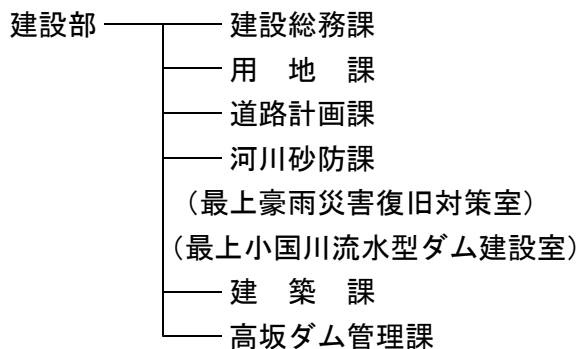 建設部 建設総務課
用　地　課
道路計画課
河川砂防課
（最上豪雨災害復旧対策室）
（最上小国川流水型ダム建設室）
建　築　課
高坂ダム管理課